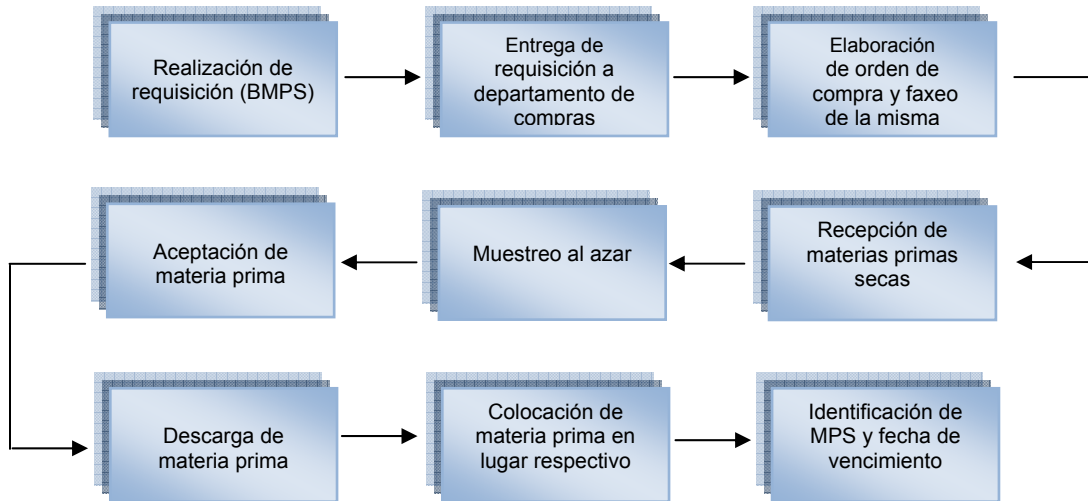 Realización de
requisición (BMPS)
Entrega de
requisición a
departamento de
compras
Elaboración
de orden de
compra y faxeo
de la misma
Recepción de
materias primas
secas
Muestreo al azar
Aceptación de
materia prima
Descarga de
materia prima
Colocación de
materia prima en
lugar respectivo
Identificación de
MPS y fecha de
vencimiento